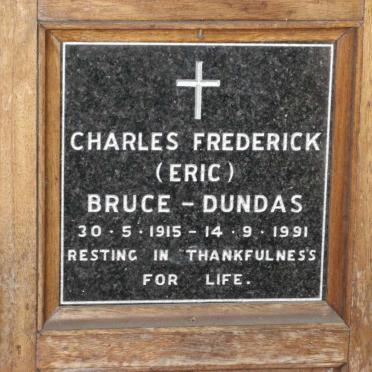 CHARLES FREDERICK
(ERIC)
BRUCE - DUNDAS
30 · 5 · 1915 - 14 · 9 · 1991
RESTING IN THANKFULNESS
FOR LIFE.